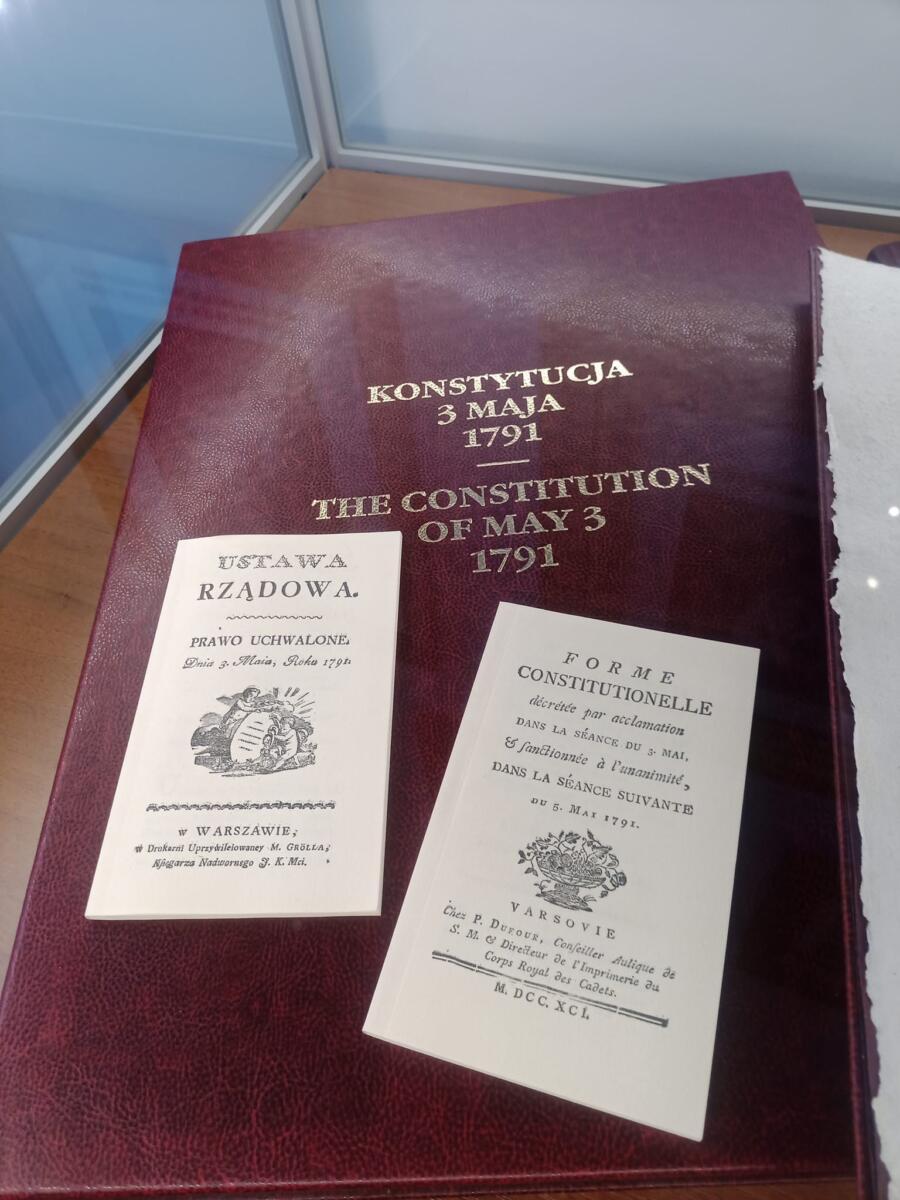 KONSTYTUCJA
3 MAJA
1791
THE CONSTITUTION
OF MAY 3
1791
USTAWA
RZĄDOWA.
PRAWO UCHWALONE.
Dnia 3. Maia, Roku 1791.
w WARSZAWIE,
w Drukarni Uprzywileiowaney M. GRÖLLA,
Księgarza Nadwornego J. K. Mci.
FORME
CONSTITUTIONELLE
décrétée par acclamation
DANS LA SÉANCE DU 3. MAI,
& sanctionnée à l'unanimité,
DANS LA SÉANCE SUIVANTE
DU 5. MAI 1791.
VARSOVIE
Chez P. DUFOUR, Conseiller Aulique de
S. M. & Directeur de l'Imprimerie du
Corps Royal des Cadets.
M. DCC. XCI.